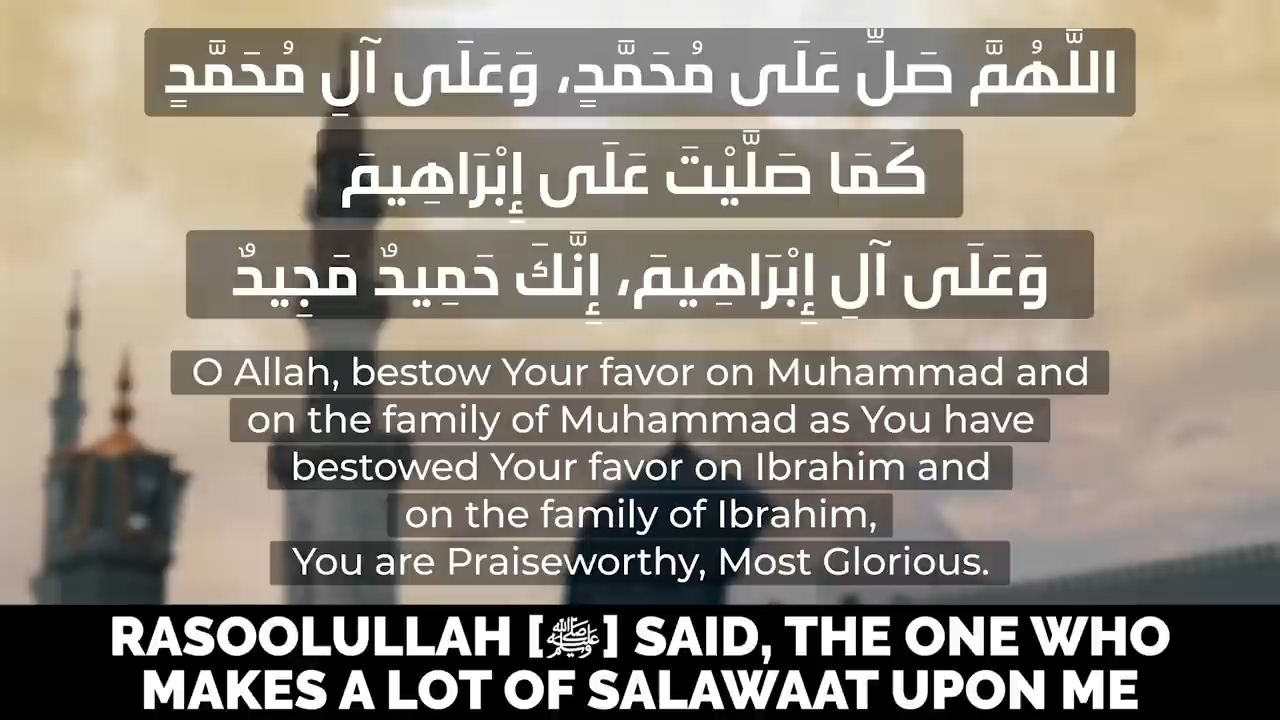 اللَّهُمَّ صَلِّ عَلَى مُحَمَّدٍ، وَعَلَى آلِ مُحَمَّدٍ
كَمَا صَلَّيْتَ عَلَى إِبْرَاهِيمَ
وَعَلَى آلِ إِبْرَاهِيمَ، إِنَّكَ حَمِيدٌ مَجِيدٌ
O Allah, bestow Your favor on Muhammad and
on the family of Muhammad as You have
bestowed Your favor on Ibrahim and
on the family of Ibrahim,
You are Praiseworthy, Most Glorious.
RASOOLULLAH [ﷺ] SAID, THE ONE WHO
MAKES A LOT OF SALAWAAT UPON ME